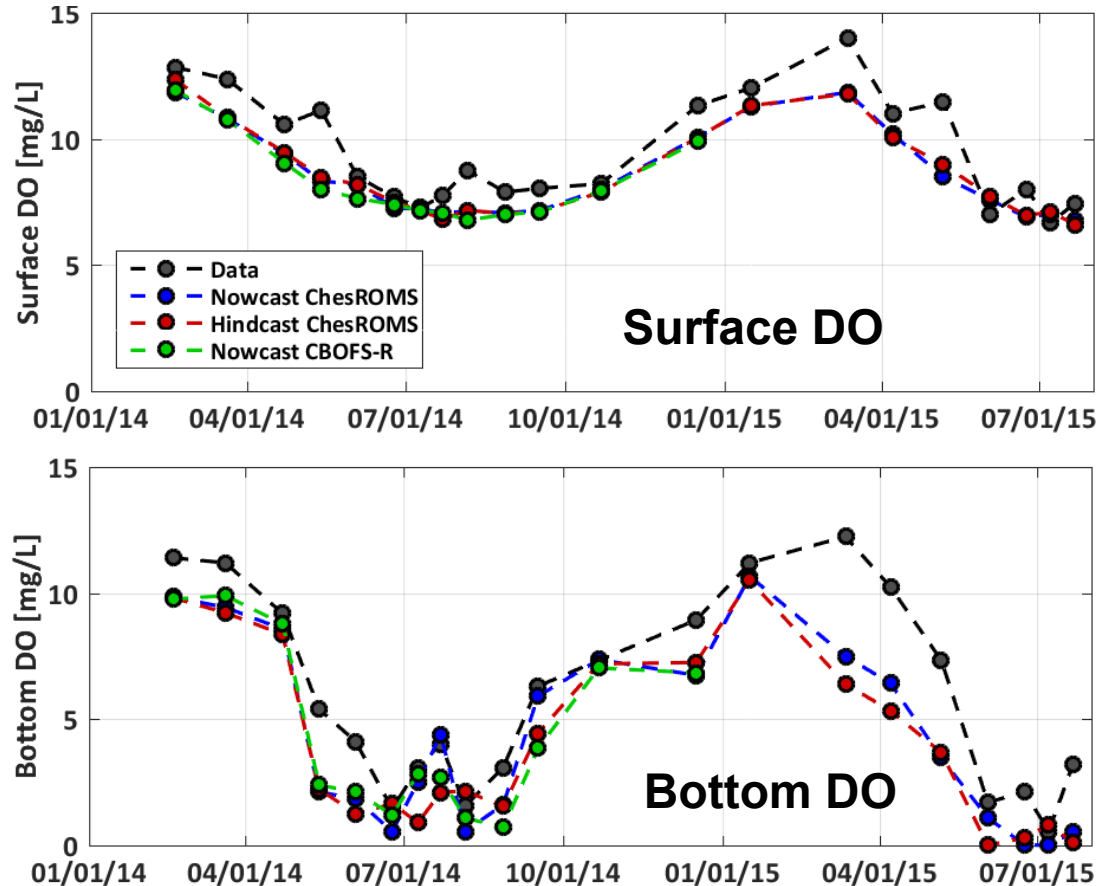 15
10
5
0
Surface DO [mg/L]
Data
Nowcast ChesROMS
Hindcast ChesROMS
Nowcast CBOFS-R
Surface DO
01/01/14 04/01/14 07/01/14 10/01/14 01/01/15 04/01/15 07/01/15
15
10
5
0
Bottom DO [mg/L]
Bottom DO
01/01/14 04/01/14 07/01/14 10/01/14 01/01/15 04/01/15 07/01/15